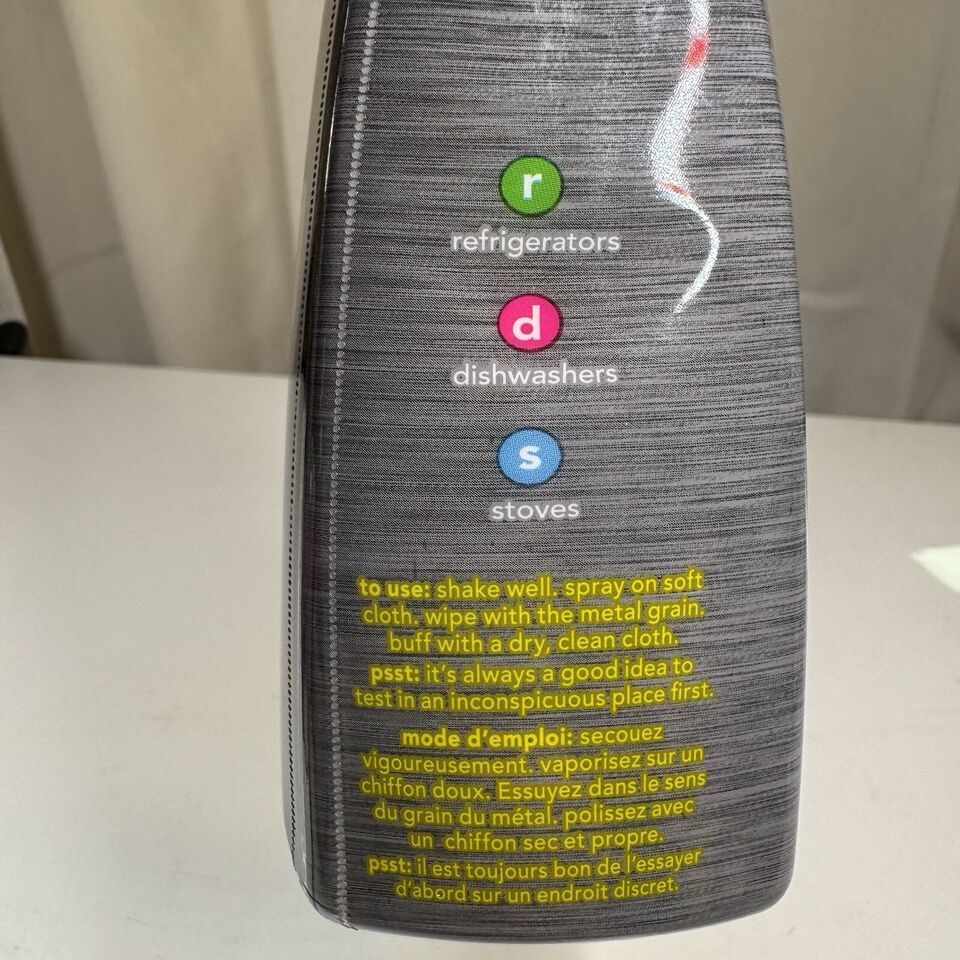 r
refrigerators
d
dishwashers
s
stoves
to use: shake well. spray on soft
cloth. wipe with the metal grain.
buff with a dry, clean cloth.
psst: it's always a good idea to
test in an inconspicuous place first.
mode d'emploi: secouez
vigoureusement. vaporisez sur un
chiffon doux. Essuyez dans le sens
du grain du métal. polissez avec
un chiffon sec et propre.
psst: il est toujours bon de l'essayer
d'abord sur un endroit discret.